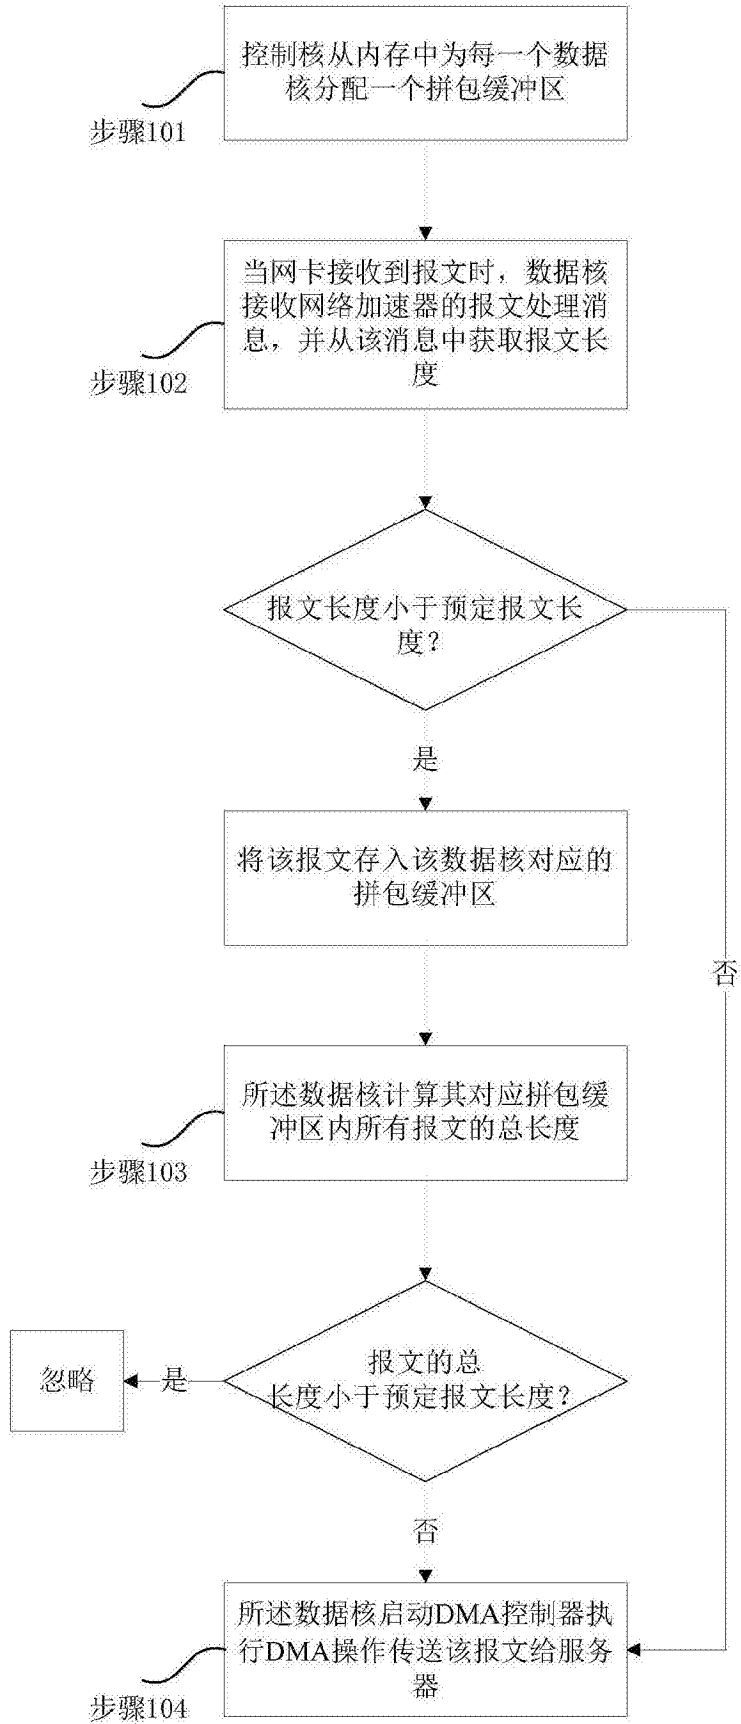 控制核从内存中为每一个数据
核分配一个拼包缓冲区
步骤101
当网卡接收到报文时，数据核
接收网络加速器的报文处理消
息，并从该消息中获取报文长
度
步骤102
报文长度小于预定报文长
度？
是
将该报文存入该数据核对应的
拼包缓冲区
否
所述数据核计算其对应拼包缓
冲区内所有报文的总长度
步骤103
报文的总
长度小于预定报文长度？
是
忽略
否
所述数据核启动DMA控制器执
行DMA操作传送该报文给服务
器
步骤104